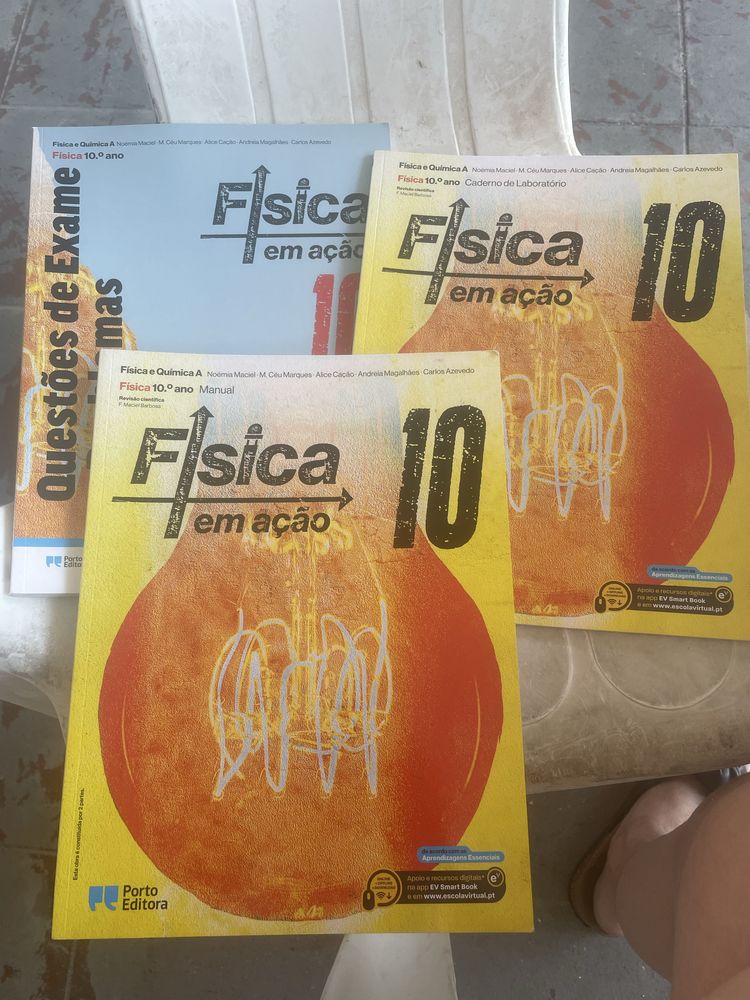 Física e Química A Noémia Maciel · M. Céu Marques · Alice Cação · Andreia Magalhães · Carlos Azevedo
Física 10.º ano
Física
em ação
10
Questões de Exame
Porto
Editora
Física e Química A Noémia Maciel · M. Céu Marques · Alice Cação · Andreia Magalhães · Carlos Azevedo
Física 10.º ano Caderno de Laboratório
Revisão científica
F. Maciel Barbosa
Física
em ação
10
de acordo com as
Aprendizagens Essenciais
Apoio e recursos digitais*
na app EV Smart Book
e em www.escolavirtual.pt
Física e Química A Noémia Maciel · M. Céu Marques · Alice Cação · Andreia Magalhães · Carlos Azevedo
Física 10.º ano Manual
Revisão científica
F. Maciel Barbosa
Física
em ação
10
Esta obra é constituída por 2 partes.
Porto
Editora
de acordo com as
Aprendizagens Essenciais
Apoio e recursos digitais*
na app EV Smart Book
e em www.escolavirtual.pt